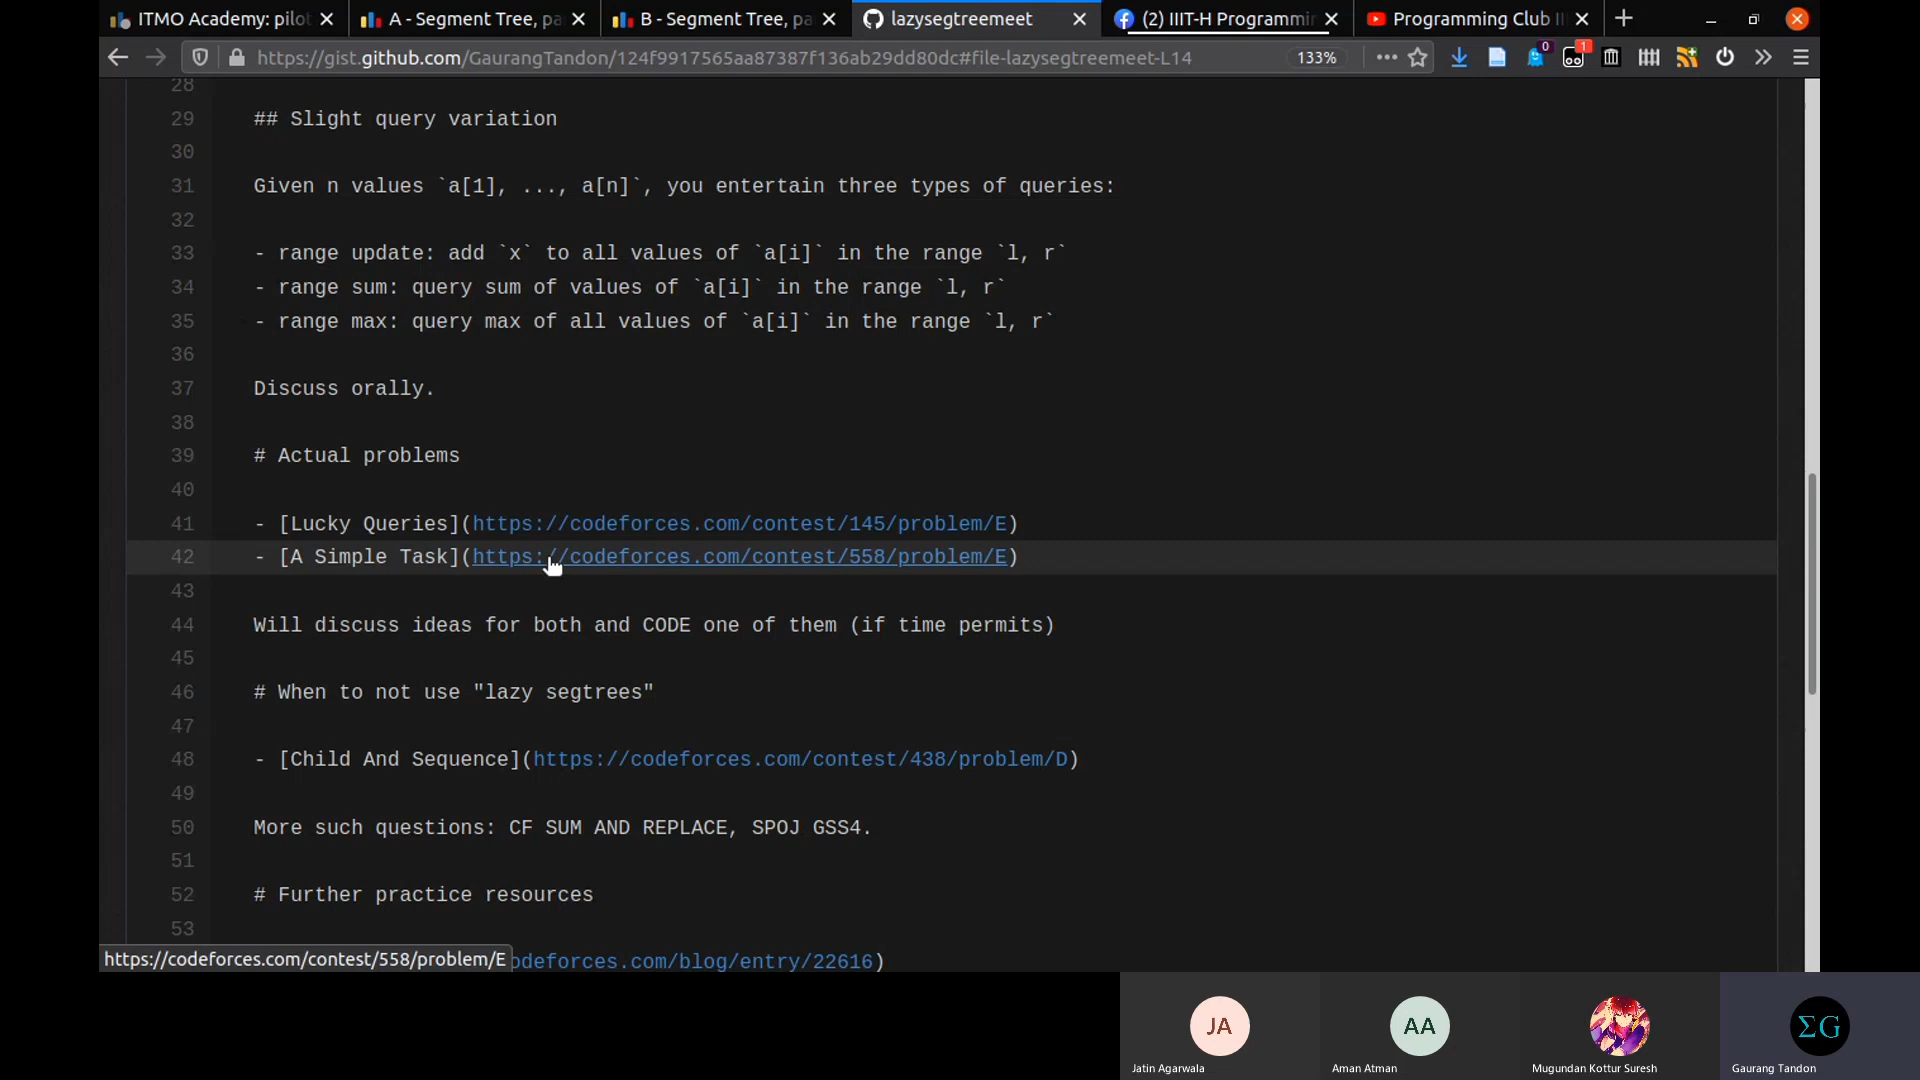 ITMO Academy: pilot
A - Segment Tree, pa
B - Segment Tree, pa
lazysegtreemeet
(2) IIIT-H Programmin
Programming Club II
https://gist.github.com/GaurangTandon/124f9917565aa87387f136ab29dd80dc#file-lazysegtreemeet-L14
133%
0
1
28
29 ## Slight query variation
30
31 Given n values `a[1], ..., a[n]`, you entertain three types of queries:
32
33 - range update: add `x` to all values of `a[i]` in the range `l, r`
34 - range sum: query sum of values of `a[i]` in the range `l, r`
35 - range max: query max of all values of `a[i]` in the range `l, r`
36
37 Discuss orally.
38
39 # Actual problems
40
41 - [Lucky Queries](https://codeforces.com/contest/145/problem/E)
42 - [A Simple Task](https://codeforces.com/contest/558/problem/E)
43
44 Will discuss ideas for both and CODE one of them (if time permits)
45
46 # When to not use "lazy segtrees"
47
48 - [Child And Sequence](https://codeforces.com/contest/438/problem/D)
49
50 More such questions: CF SUM AND REPLACE, SPOJ GSS4.
51
52 # Further practice resources
53
https://codeforces.com/contest/558/problem/E
odeforces.com/blog/entry/22616)
JA
AA
ΣG
Jatin Agarwala
Aman Atman
Mugundan Kottur Suresh
Gaurang Tandon